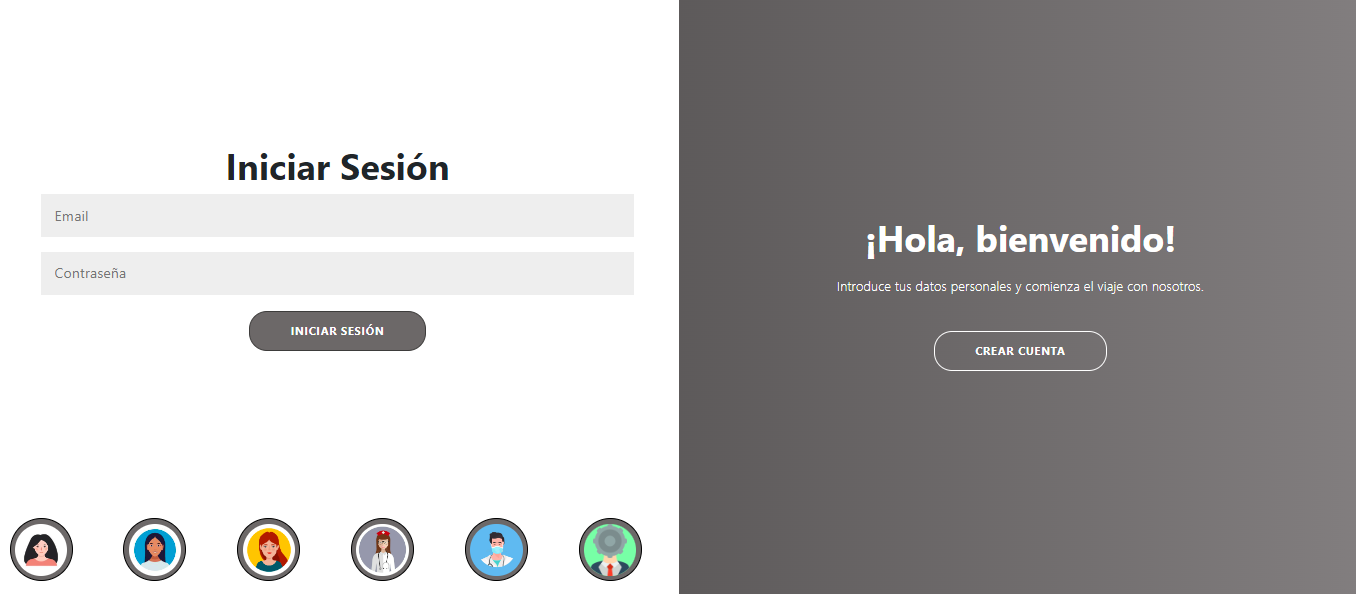 Iniciar Sesión
Email
Contraseña
INICIAR SESIÓN
¡Hola, bienvenido!
Introduce tus datos personales y comienza el viaje con nosotros.
CREAR CUENTA